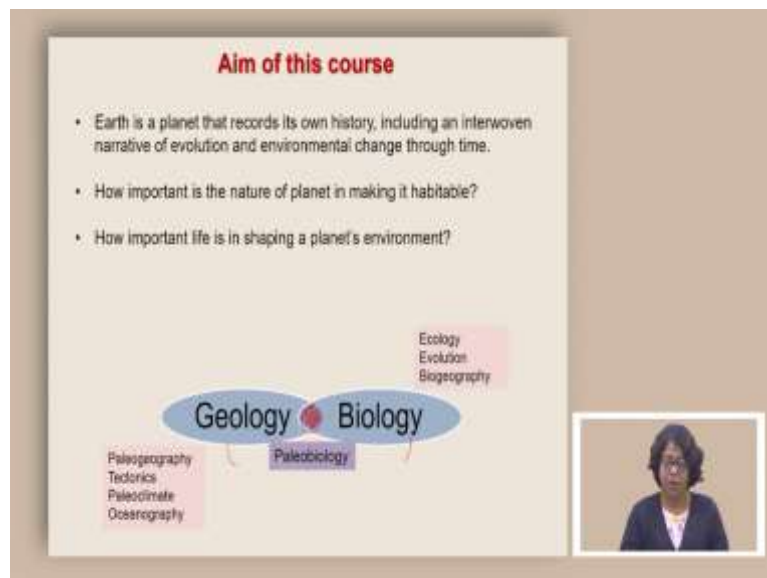 Aim of this course
• Earth is a planet that records its own history, including an interwoven
narrative of evolution and environmental change through time.
• How important is the nature of planet in making it habitable?
• How important life is in shaping a planet's environment?
Ecology
Evolution
Biogeography
Geology
Biology
Paleobiology
Paleogeography
Tectonics
Paleoclimate
Oceanography